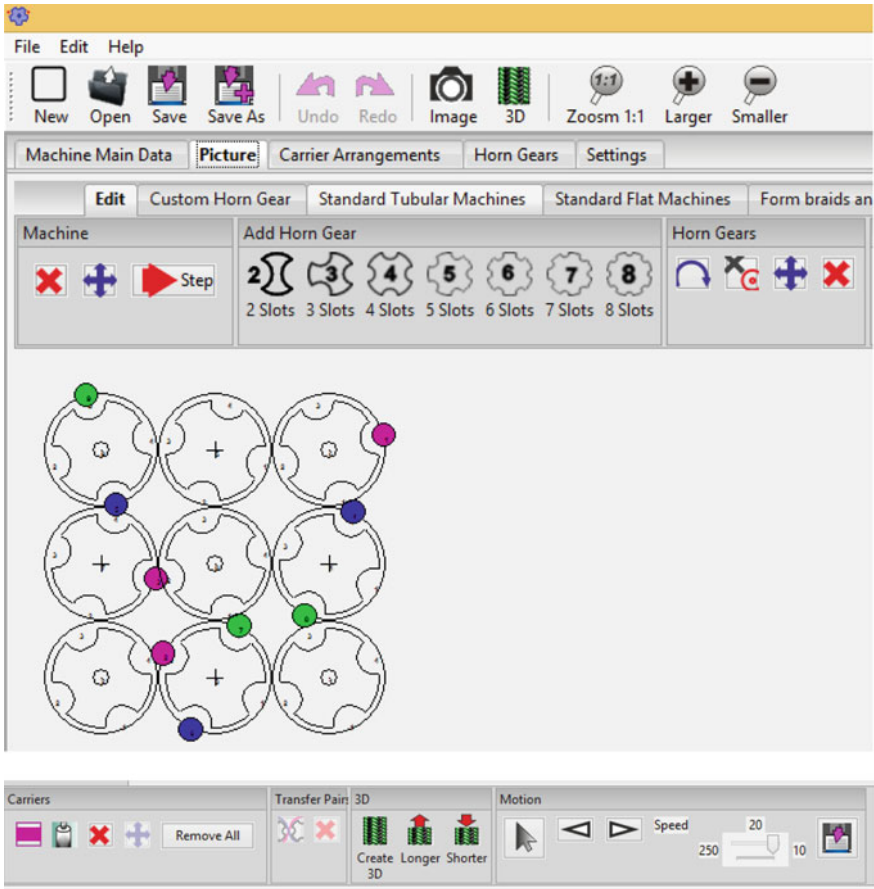 File Edit Help
New Open Save Save As Undo Redo Image 3D Zoosm 1:1 Larger Smaller
1:1
Machine Main Data Picture Carrier Arrangements Horn Gears Settings
Edit Custom Horn Gear Standard Tubular Machines Standard Flat Machines Form braids an
Machine Add Horn Gear Horn Gears
Step 2 3 4 5 6 7 8
2 Slots 3 Slots 4 Slots 5 Slots 6 Slots 7 Slots 8 Slots
Carriers Transfer Pairs 3D Motion
Remove All Speed 20
250 10
Create 3D Longer Shorter